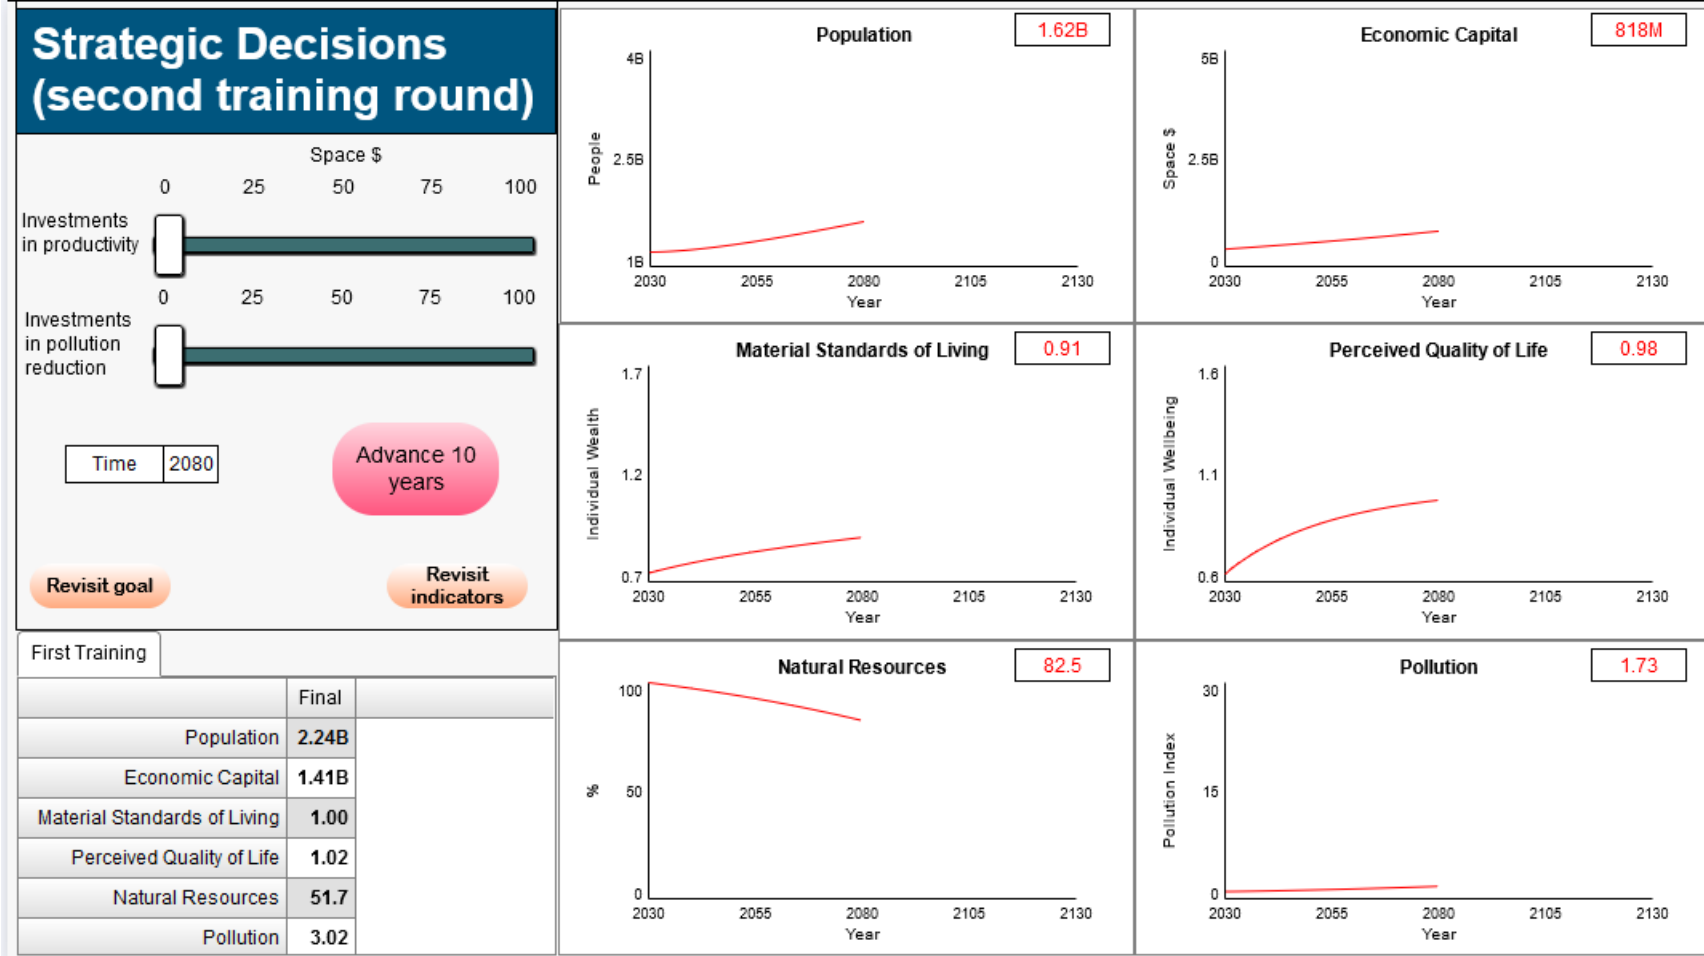 Strategic Decisions
(second training round)
Space $
0 25 50 75 100
Investments
in productivity
0 25 50 75 100
Investments
in pollution
reduction
Time 2080
Advance 10
years
Revisit goal
Revisit
indicators
First Training
Final
Population 2.24B
Economic Capital 1.41B
Material Standards of Living 1.00
Perceived Quality of Life 1.02
Natural Resources 51.7
Pollution 3.02
Population 1.62B
4B
2.5B
1B
People
2030 2055 2080 2105 2130
Year
Economic Capital 818M
5B
2.5B
0
Space $
2030 2055 2080 2105 2130
Year
Material Standards of Living 0.91
1.7
1.2
0.7
Individual Wealth
2030 2055 2080 2105 2130
Year
Perceived Quality of Life 0.98
1.6
1.1
0.6
Individual Wellbeing
2030 2055 2080 2105 2130
Year
Natural Resources 82.5
100
50
0
%
2030 2055 2080 2105 2130
Year
Pollution 1.73
30
15
0
Pollution Index
2030 2055 2080 2105 2130
Year